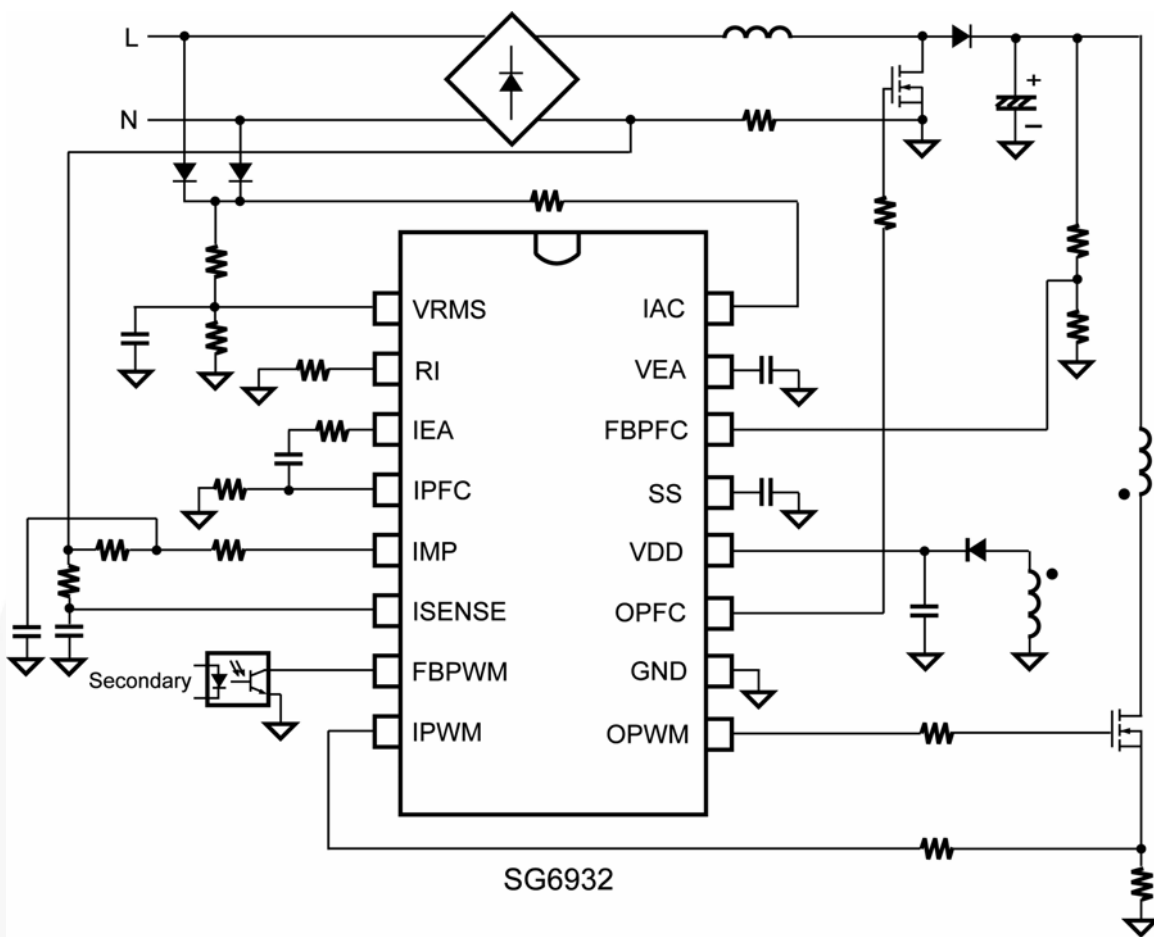 L
N
+
−
VRMS
IAC
RI
VEA
IEA
FBPFC
IPFC
SS
IMP
VDD
ISENSE
OPFC
Secondary
FBPWM
GND
IPWM
OPWM
SG6932